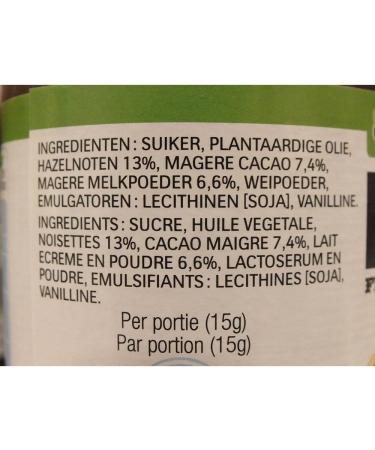 INGREDIENTEN: SUIKER, PLANTAARDIGE OLIE,
HAZELNOTEN 13%, MAGERE CACAO 7,4%,
MAGERE MELKPOEDER 6,6%, WEIPOEDER,
EMULGATOREN: LECITHINEN [SOJA], VANILLINE.
INGREDIENTS: SUCRE, HUILE VEGETALE,
NOISETTES 13%, CACAO MAIGRE 7,4%, LAIT
ECREME EN POUDRE 6,6%, LACTOSERUM EN
POUDRE, EMULSIFIANTS: LECITHINES [SOJA],
VANILLINE.
Per portie (15g)
Par portion (15g)